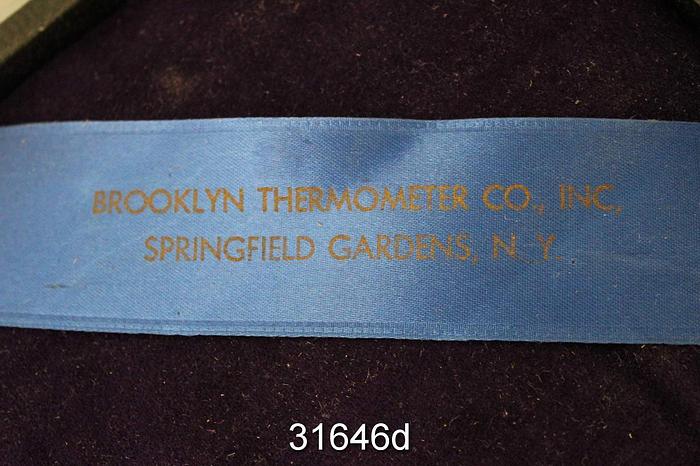 BROOKLYN THERMOMETER CO., INC,
SPRINGFIELD GARDENS, N. Y.
31646d